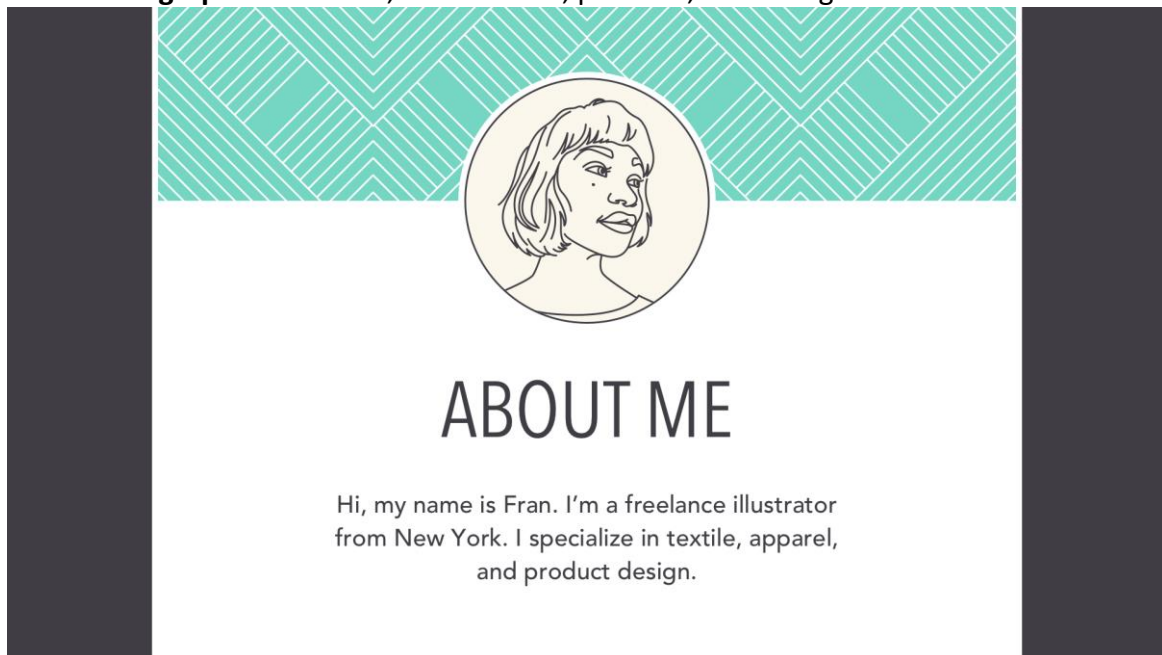 ABOUT ME
Hi, my name is Fran. I’m a freelance illustrator
from New York. I specialize in textile, apparel,
and product design.